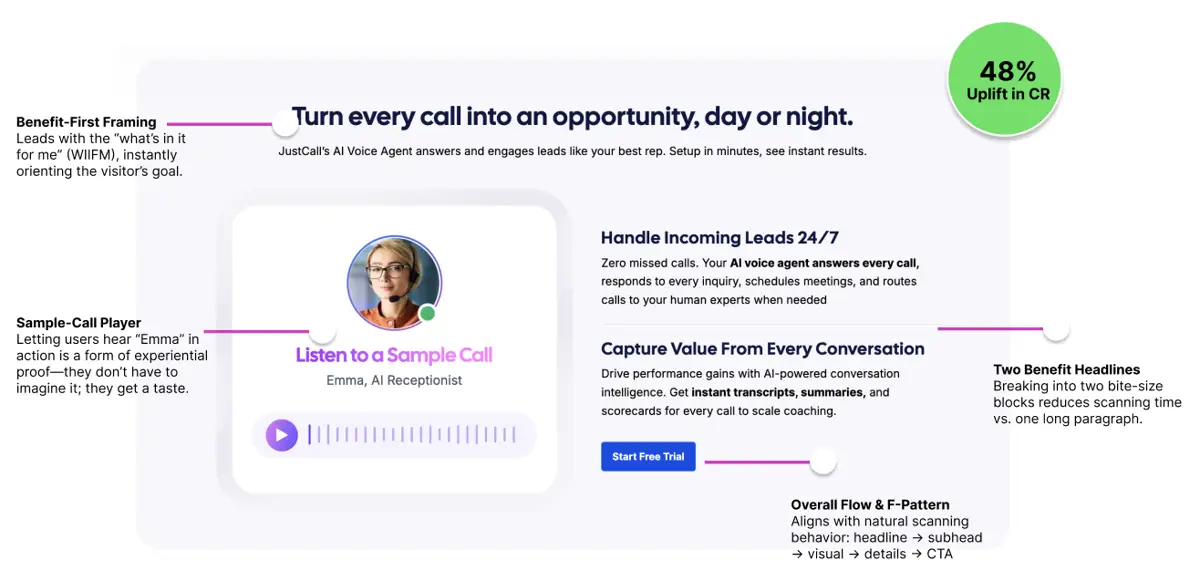 48%
Uplift in CR
Turn every call into an opportunity, day or night.
JustCall's AI Voice Agent answers and engages leads like your best rep. Setup in minutes, see instant results.
Benefit-First Framing
Leads with the “what's in it
for me” (WIIFM), instantly
orienting the visitor's goal.
Listen to a Sample Call
Emma, AI Receptionist
Sample-Call Player
Letting users hear “Emma” in
action is a form of experiential
proof—they don't have to
imagine it; they get a taste.
Handle Incoming Leads 24/7
Zero missed calls. Your AI voice agent answers every call,
responds to every inquiry, schedules meetings, and routes
calls to your human experts when needed
Capture Value From Every Conversation
Drive performance gains with AI-powered conversation
intelligence. Get instant transcripts, summaries, and
scorecards for every call to scale coaching.
Start Free Trial
Two Benefit Headlines
Breaking into two bite-size
blocks reduces scanning time
vs. one long paragraph.
Overall Flow & F-Pattern
Aligns with natural scanning
behavior: headline → subhead
→ visual → details → CTA